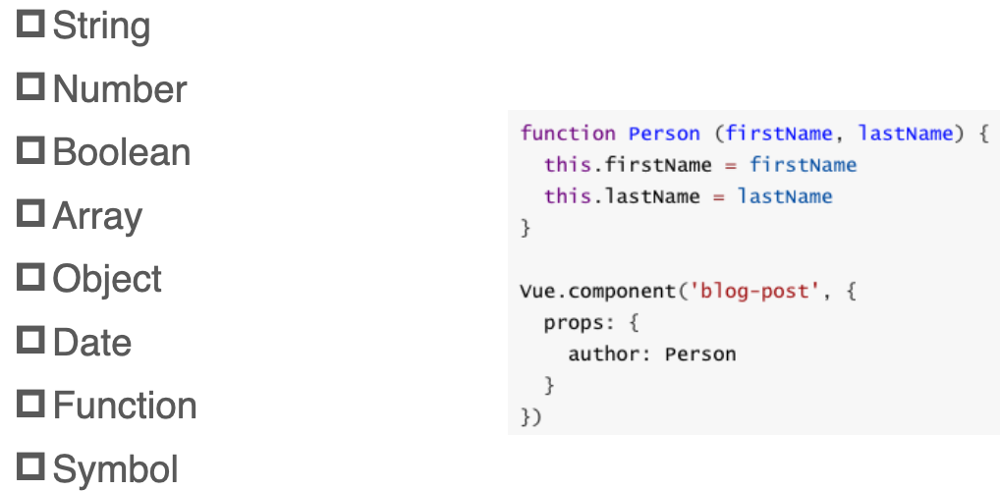 String
Number
Boolean
Array
Object
Date
Function
Symbol
function Person (firstName, lastName) {
  this.firstName = firstName
  this.lastName = lastName
}

Vue.component('blog-post', {
  props: {
    author: Person
  }
})